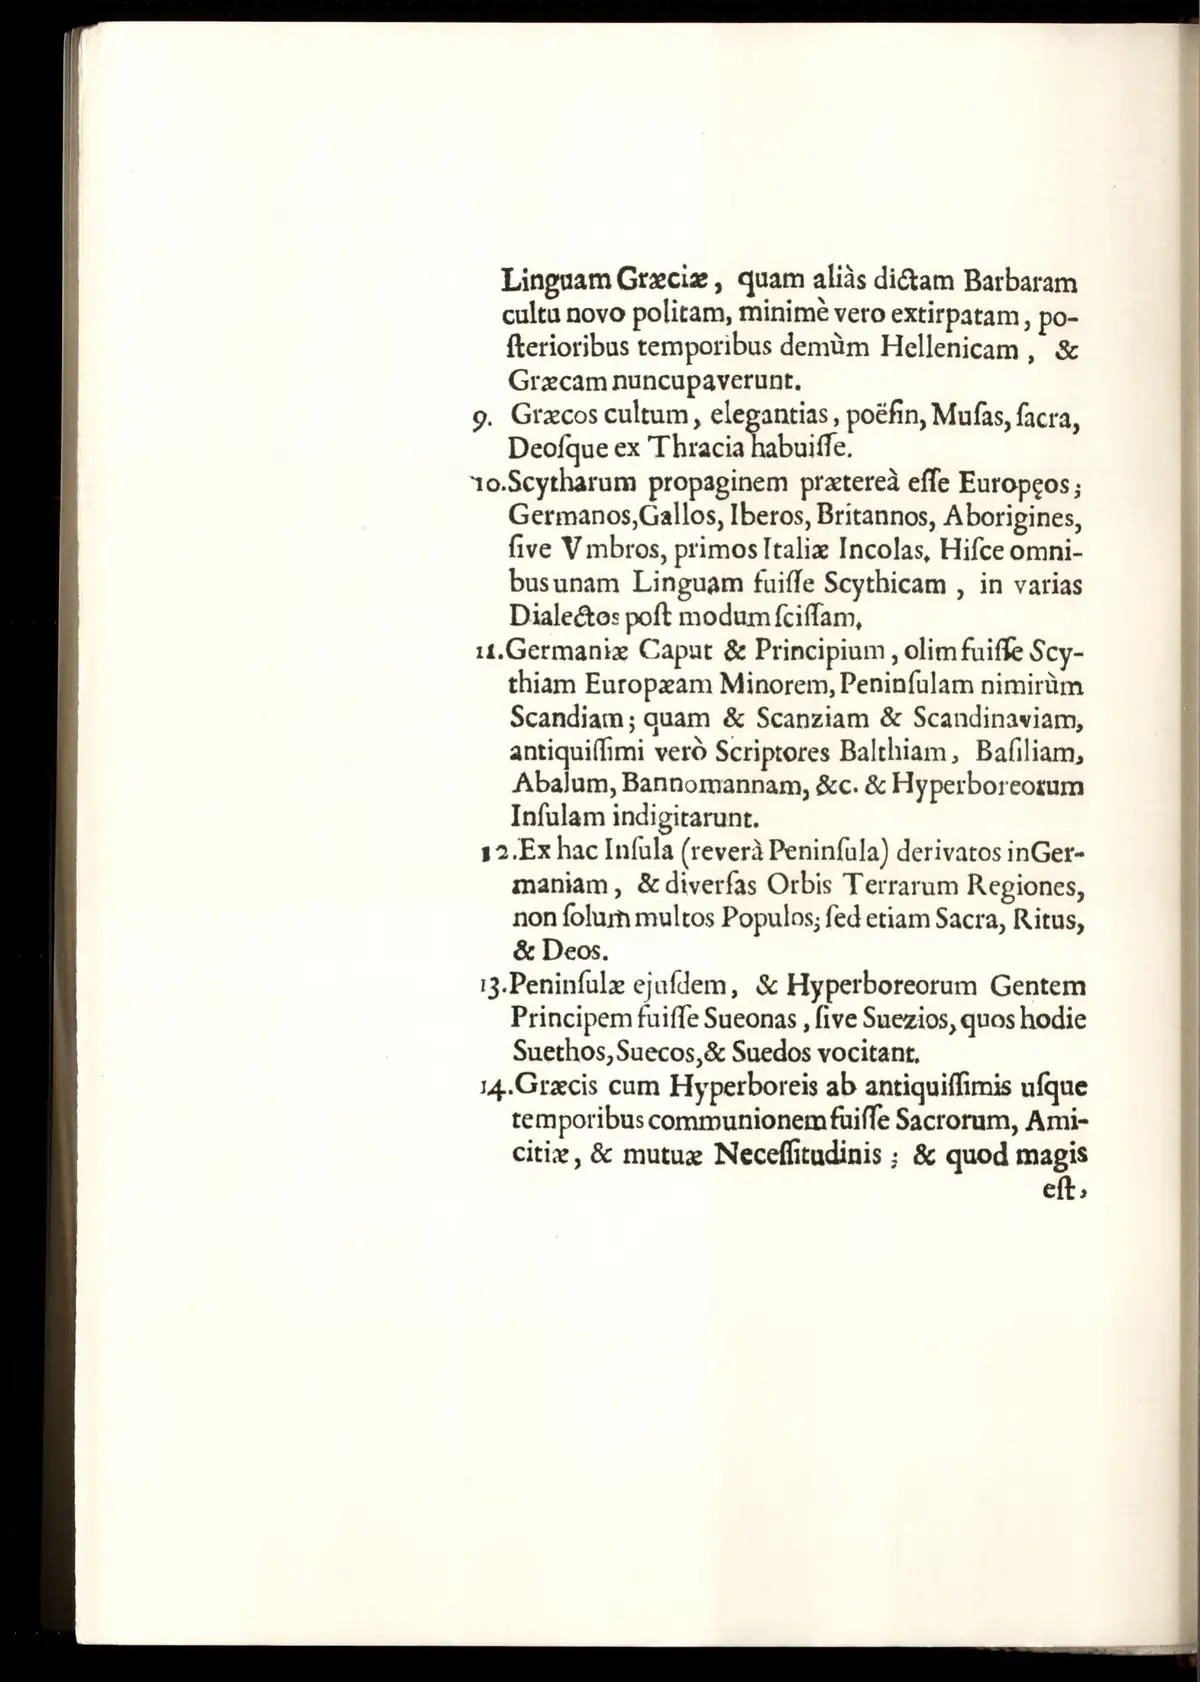 Linguam Græciæ, quam aliàs dictam Barbaram
cultu novo politam, minimè vero extirpatam, po-
ſterioribus temporibus demùm Hellenicam, &
Græcam nuncupaverunt.
9. Græcos cultum, elegantias, poëſin, Muſas, ſacra,
Deoſque ex Thracia habuiſſe.
10.Scytharum propaginem prætereà eſſe Europęos;
Germanos,Gallos, Iberos, Britannos, Aborigines,
ſive Vmbros, primos Italiæ Incolas. Hiſce omni-
bus unam Linguam fuiſſe Scythicam, in varias
Dialectos poſt modum ſciſſam.
11.Germaniæ Caput & Principium, olim fuiſſe Scy-
thiam Europæam Minorem, Peninſulam nimirùm
Scandiam; quam & Scanziam & Scandinaviam,
antiquiſſimi verò Scriptores Balthiam, Baſiliam,
Abalum, Bannomannam, &c. & Hyperboreorum
Inſulam indigitarunt.
12.Ex hac Inſula (reverà Peninſula) derivatos inGer-
maniam, & diverſas Orbis Terrarum Regiones,
non ſolum multos Populos; ſed etiam Sacra, Ritus,
& Deos.
13.Peninſulæ ejuſdem, & Hyperboreorum Gentem
Principem fuiſſe Sueonas, ſive Suezios, quos hodie
Suethos, Suecos,& Suedos vocitant.
14.Græcis cum Hyperboreis ab antiquiſſimis uſque
temporibus communionem fuiſſe Sacrorum, Ami-
citiæ, & mutuæ Neceſſitudinis; & quod magis
eſt,